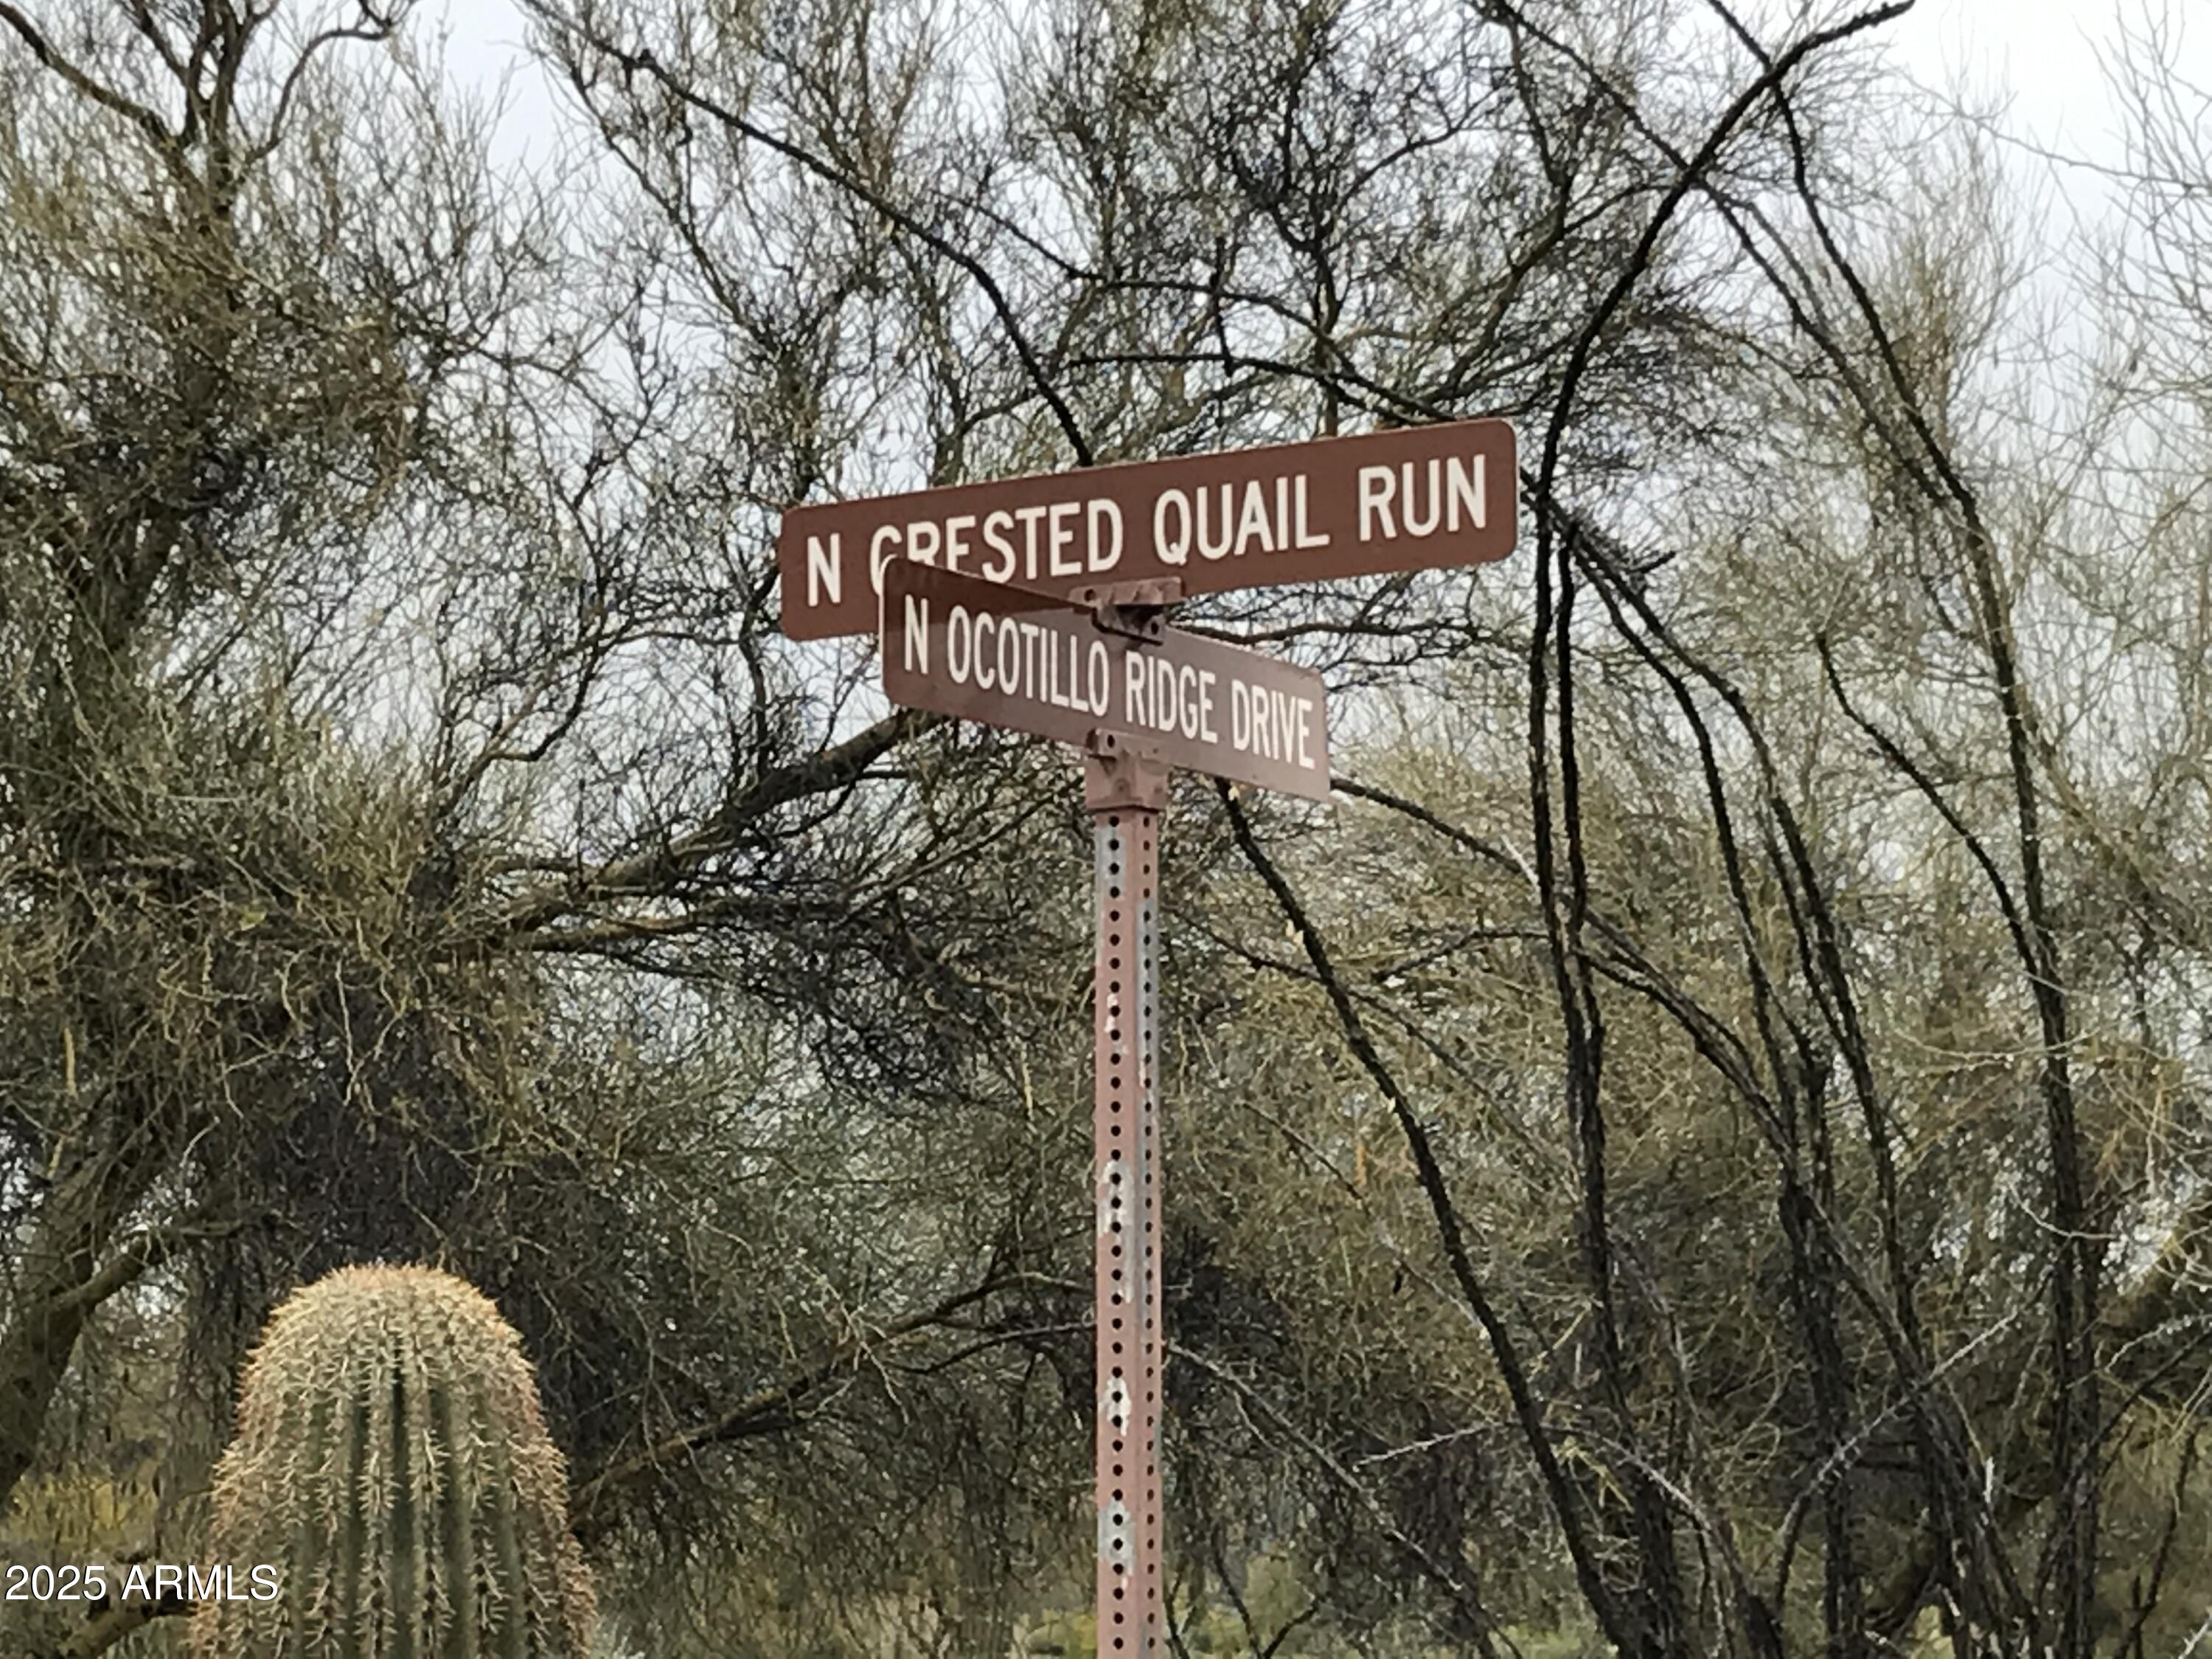 N CRESTED QUAIL RUN
N OCOTILLO RIDGE DRIVE
2025 ARMLS